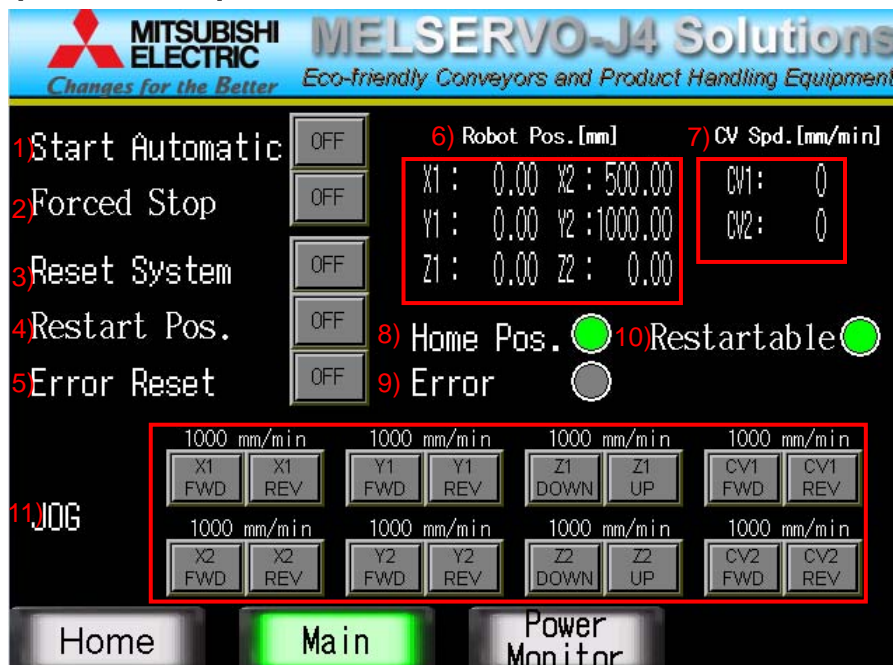 MITSUBISHI
ELECTRIC
Changes for the Better
MELSERVO-J4 Solutions
Eco-friendly Conveyors and Product Handling Equipment
1) Start Automatic OFF
2) Forced Stop OFF
3) Reset System OFF
4) Restart Pos. OFF
5) Error Reset OFF
6) Robot Pos.[mm]
X1 : 0.00 X2 : 500.00
Y1 : 0.00 Y2 :1000.00
Z1 : 0.00 Z2 : 0.00
7) CV Spd.[mm/min]
CV1: 0
CV2: 0
8) Home Pos. 10) Restartable
9) Error
11) JOG
1000 mm/min 1000 mm/min 1000 mm/min 1000 mm/min
X1 FWD X1 REV Y1 FWD Y1 REV Z1 DOWN Z1 UP CV1 FWD CV1 REV
1000 mm/min 1000 mm/min 1000 mm/min 1000 mm/min
X2 FWD X2 REV Y2 FWD Y2 REV Z2 DOWN Z2 UP CV2 FWD CV2 REV
Home Main Power Monitor